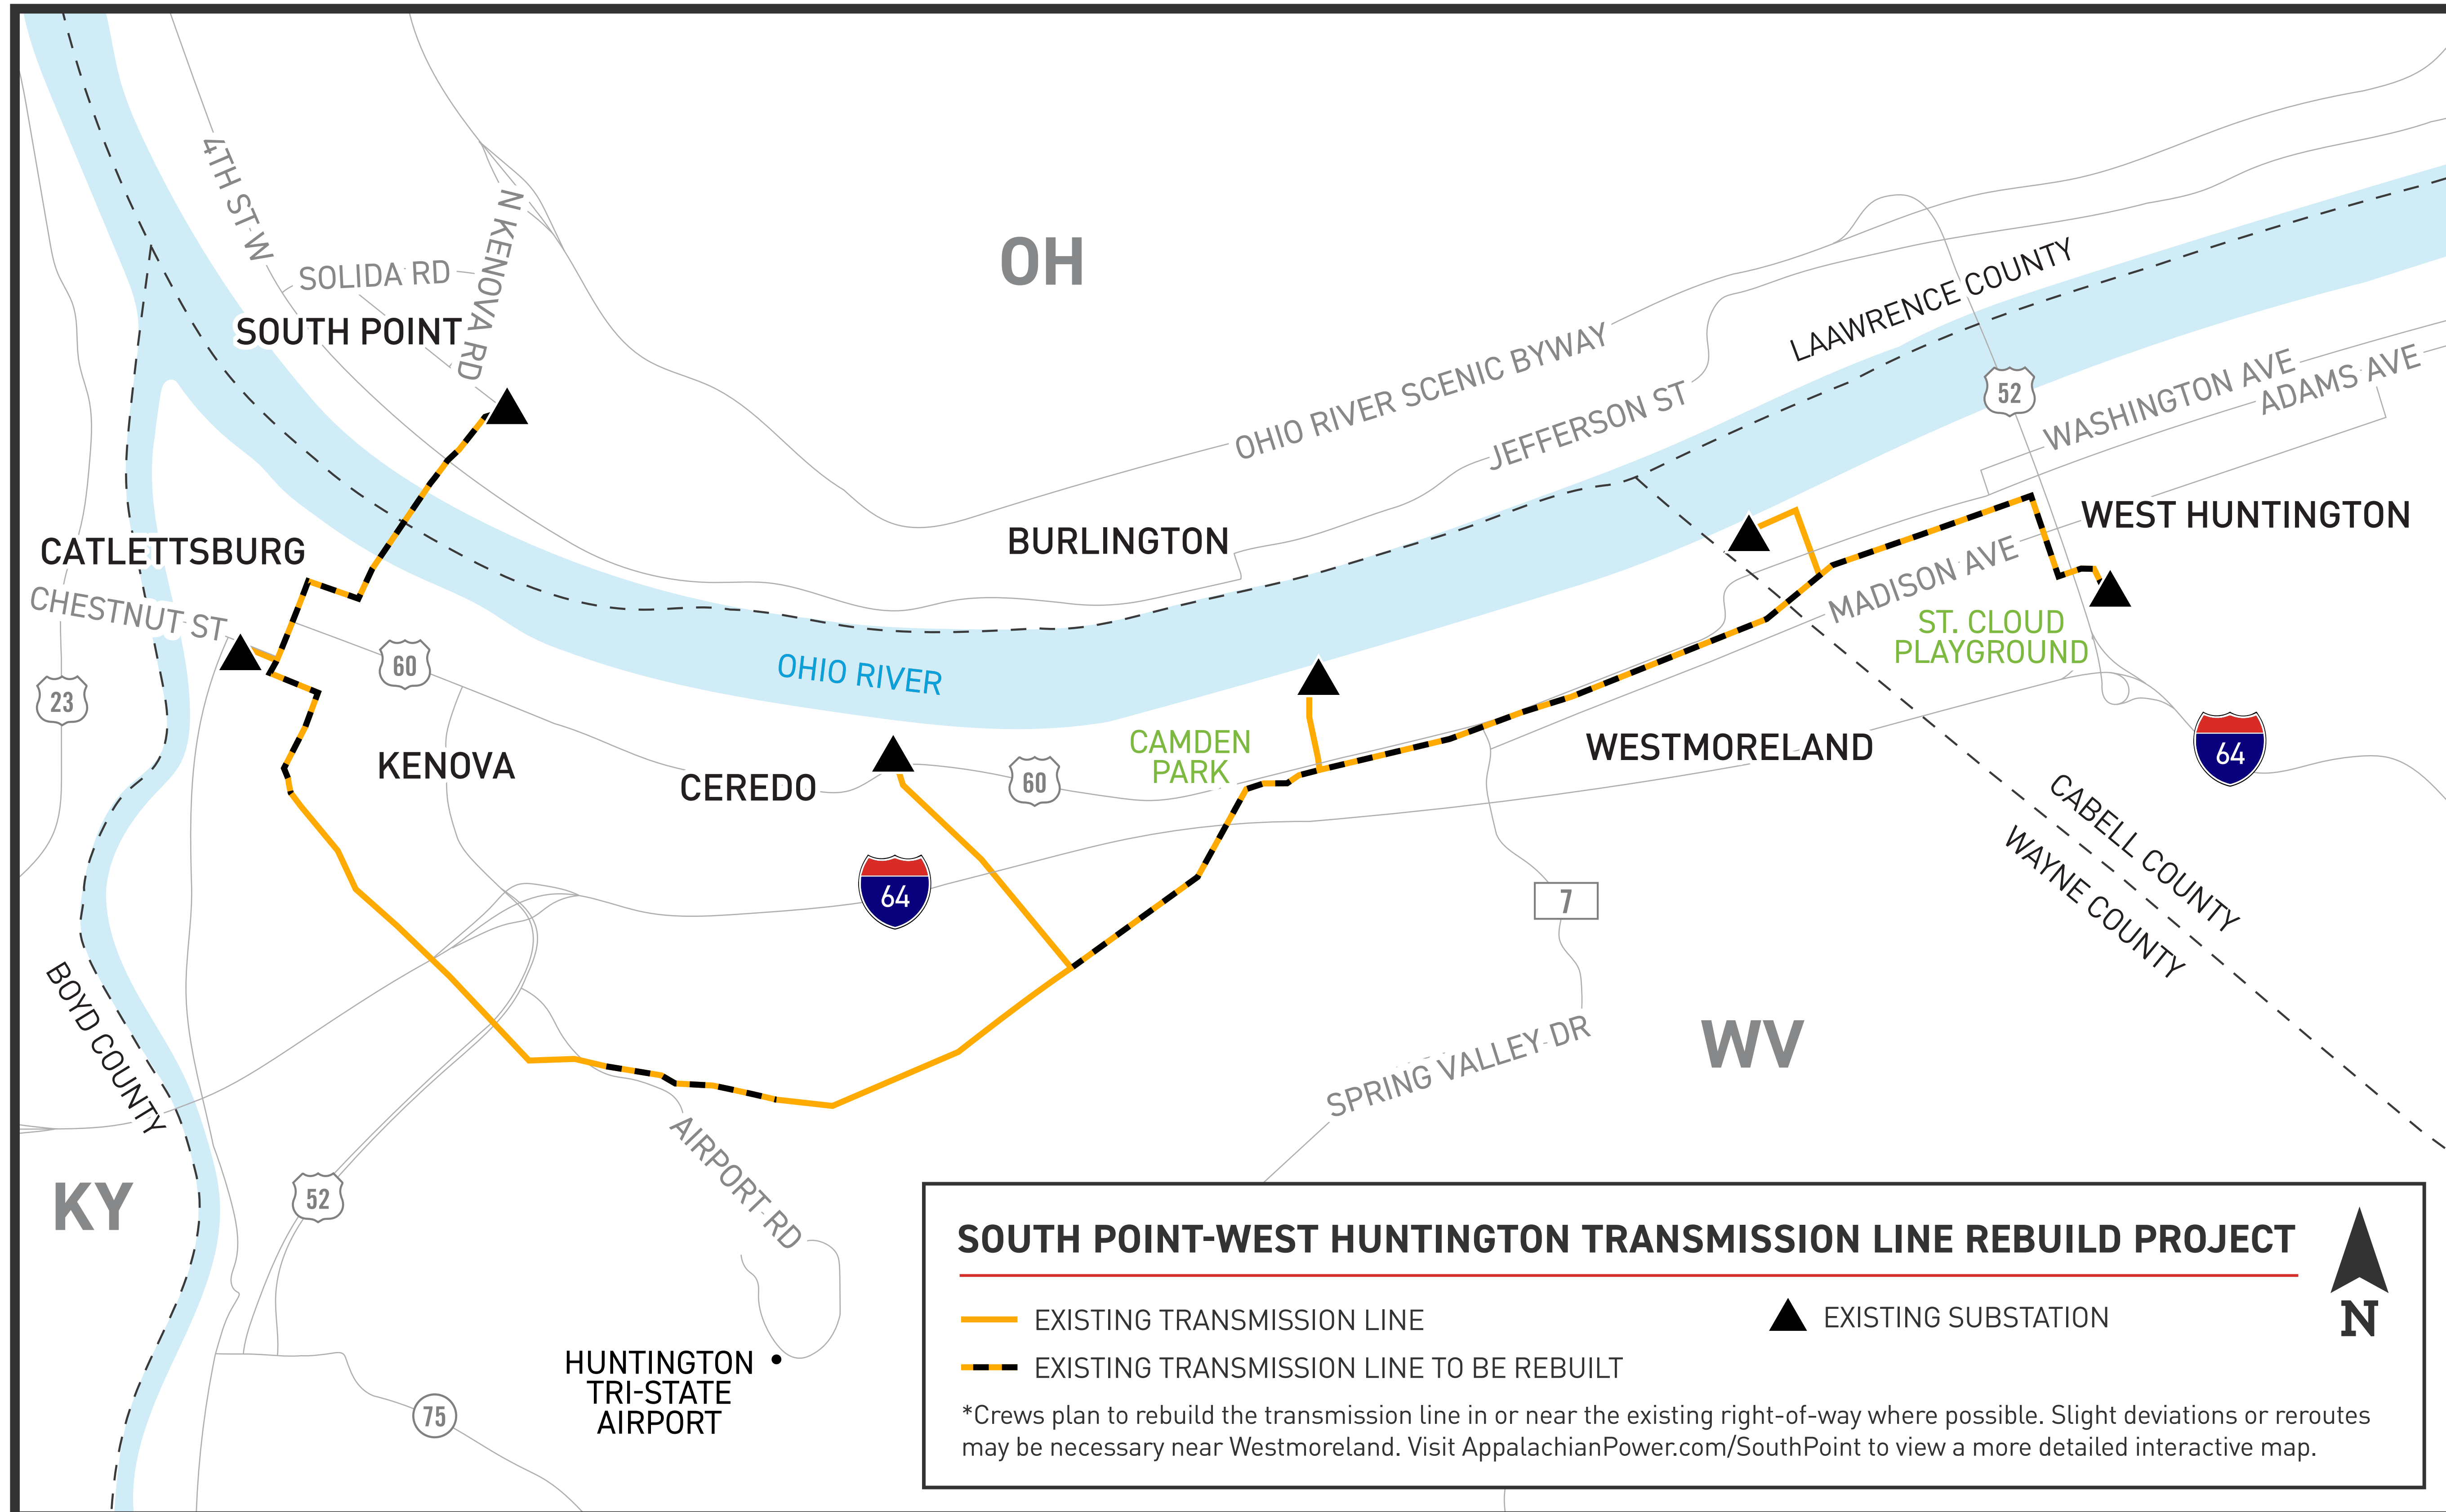 4TH ST W
SOLIDA RD
N KENOVA RD
SOUTH POINT
OH
LAAWRENCE COUNTY
OHIO RIVER SCENIC BYWAY
JEFFERSON ST
52
WASHINGTON AVE
ADAMS AVE
CATLETTSBURG
CHESTNUT ST
BURLINGTON
WEST HUNTINGTON
MADISON AVE
ST. CLOUD
PLAYGROUND
23
60
OHIO RIVER
KENOVA
CEREDO
60
CAMDEN
PARK
WESTMORELAND
64
64
7
CABELL COUNTY
WAYNE COUNTY
BOYD COUNTY
SPRING VALLEY DR
WV
KY
52
AIRPORT RD
HUNTINGTON
TRI-STATE
AIRPORT
75
SOUTH POINT-WEST HUNTINGTON TRANSMISSION LINE REBUILD PROJECT
EXISTING TRANSMISSION LINE
EXISTING SUBSTATION
N
EXISTING TRANSMISSION LINE TO BE REBUILT
*Crews plan to rebuild the transmission line in or near the existing right-of-way where possible. Slight deviations or reroutes
may be necessary near Westmoreland. Visit AppalachianPower.com/SouthPoint to view a more detailed interactive map.